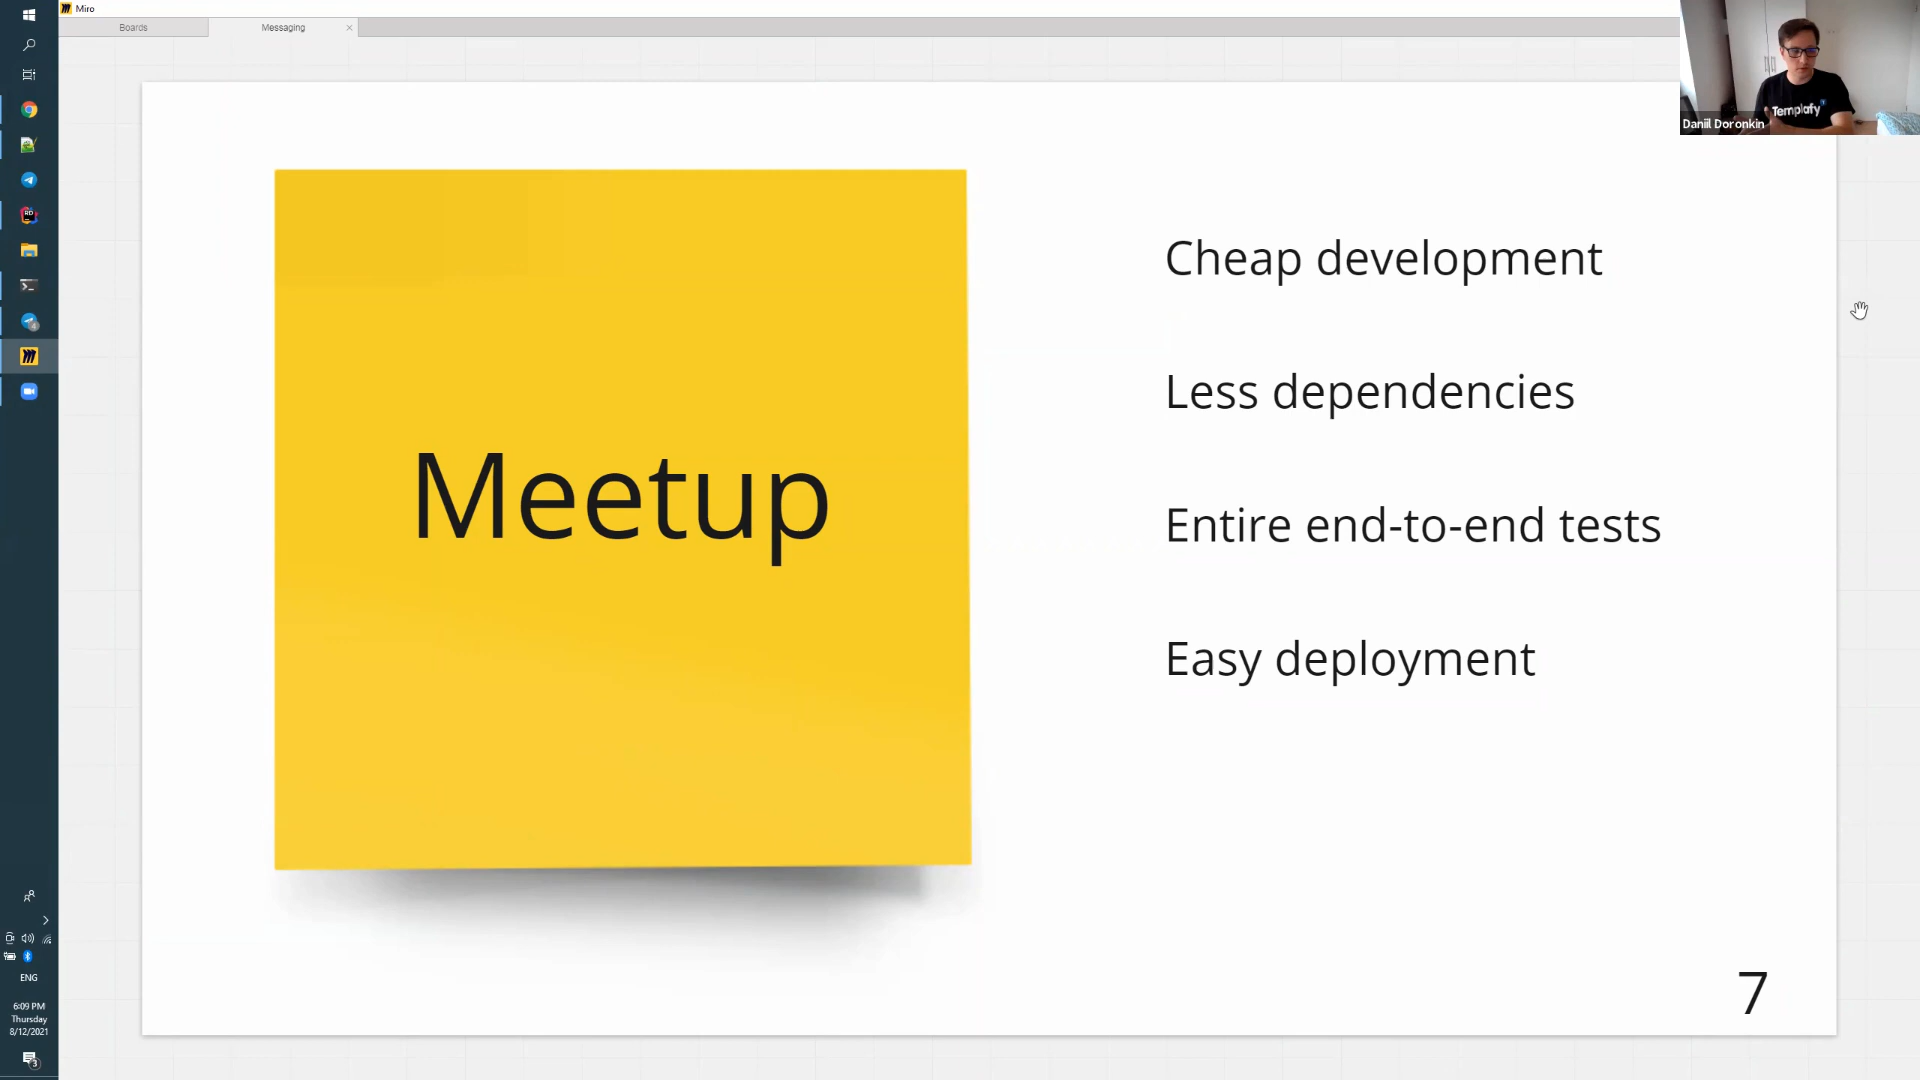 Miro
Boards
Messaging
Templafy
Daniil Doronkin
Cheap development
Less dependencies
Meetup
Entire end-to-end tests
Easy deployment
7
ENG
6:09 PM
Thursday
8/12/2021